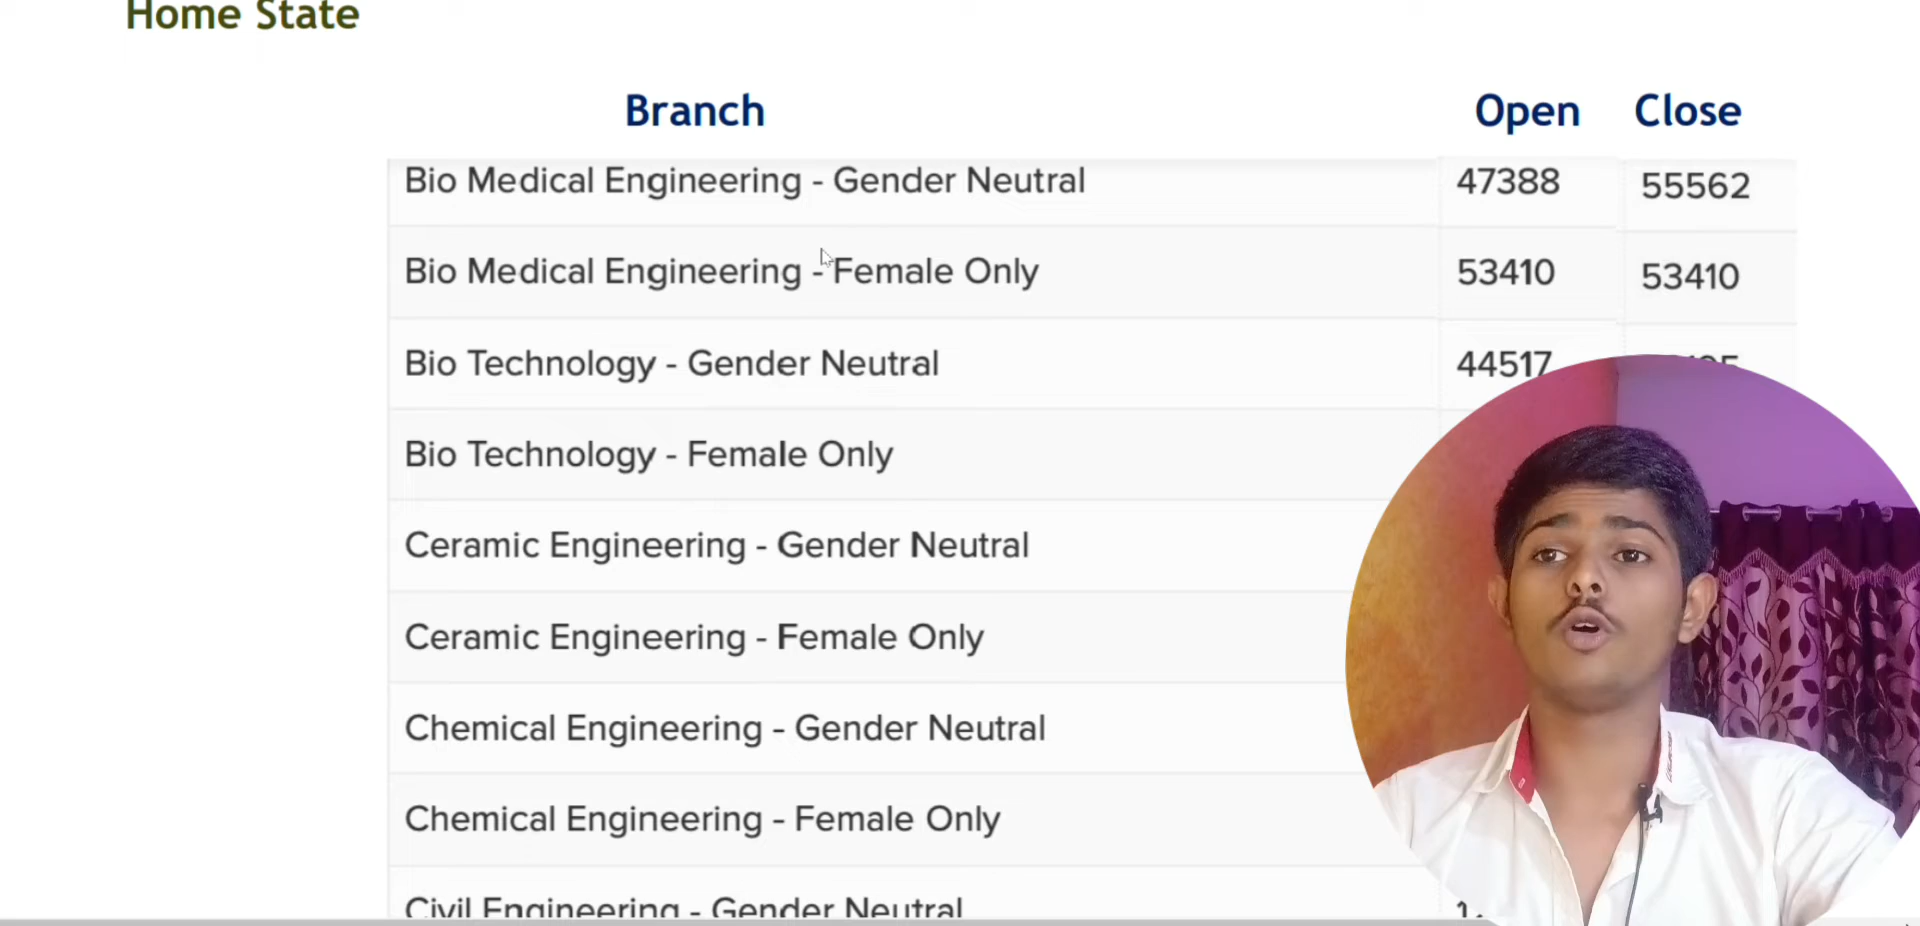 Home State
Branch Open Close
Bio Medical Engineering - Gender Neutral 47388 55562
Bio Medical Engineering - Female Only 53410 53410
Bio Technology - Gender Neutral 44517
Bio Technology - Female Only
Ceramic Engineering - Gender Neutral
Ceramic Engineering - Female Only
Chemical Engineering - Gender Neutral
Chemical Engineering - Female Only
Civil Engineering - Gender Neutral